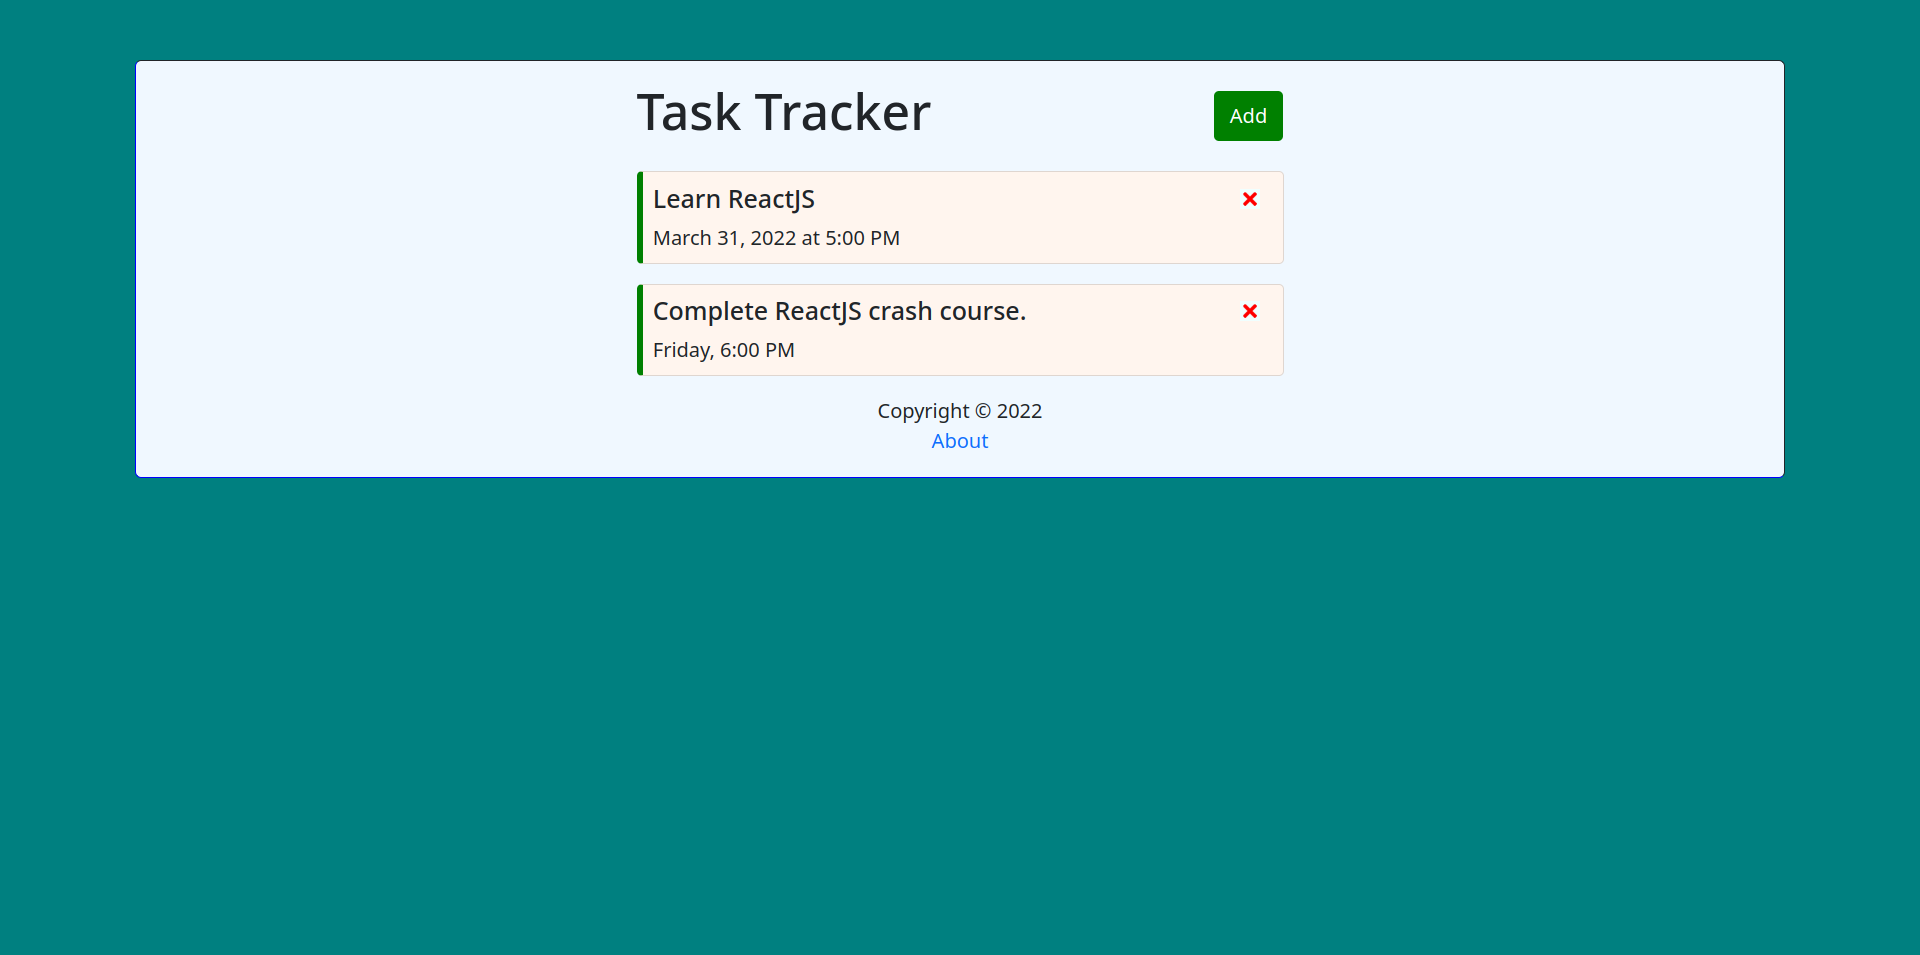 Task Tracker
Add
Learn ReactJS
March 31, 2022 at 5:00 PM
Complete ReactJS crash course.
Friday, 6:00 PM
Copyright © 2022
About